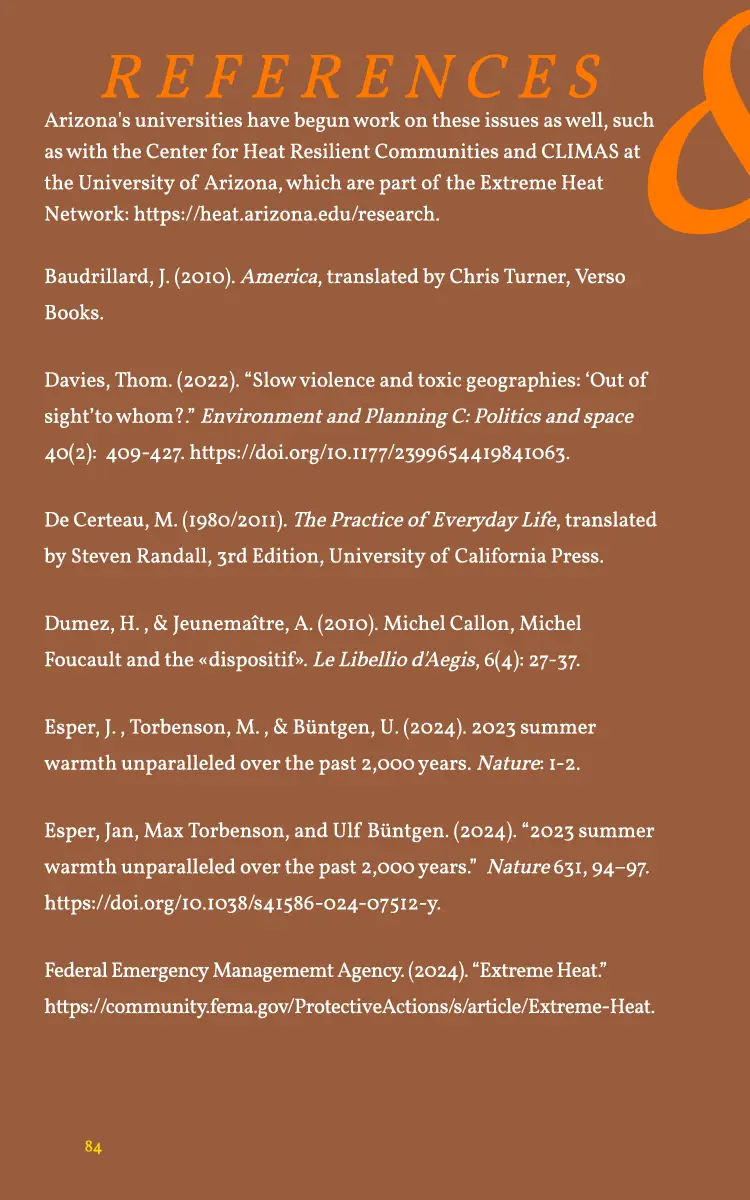 REFERENCES
&
Arizona's universities have begun work on these issues as well, such
as with the Center for Heat Resilient Communities and CLIMAS at
the University of Arizona, which are part of the Extreme Heat
Network: https://heat.arizona.edu/research.
Baudrillard, J. (2010). America, translated by Chris Turner, Verso
Books.
Davies, Thom. (2022). “Slow violence and toxic geographies: ‘Out of
sight’to whom?.” Environment and Planning C: Politics and space
40(2): 409-427. https://doi.org/10.1177/2399654419841063.
De Certeau, M. (1980/2011). The Practice of Everyday Life, translated
by Steven Randall, 3rd Edition, University of California Press.
Dumez, H. , & Jeunemaître, A. (2010). Michel Callon, Michel
Foucault and the «dispositif». Le Libellio d'Aegis, 6(4): 27-37.
Esper, J. , Torbenson, M. , & Büntgen, U. (2024). 2023 summer
warmth unparalleled over the past 2,000 years. Nature: 1-2.
Esper, Jan, Max Torbenson, and Ulf Büntgen. (2024). “2023 summer
warmth unparalleled over the past 2,000 years.” Nature 631, 94–97.
https://doi.org/10.1038/s41586-024-07512-y.
Federal Emergency Managememt Agency. (2024). “Extreme Heat.”
https://community.fema.gov/ProtectiveActions/s/article/Extreme-Heat.
84